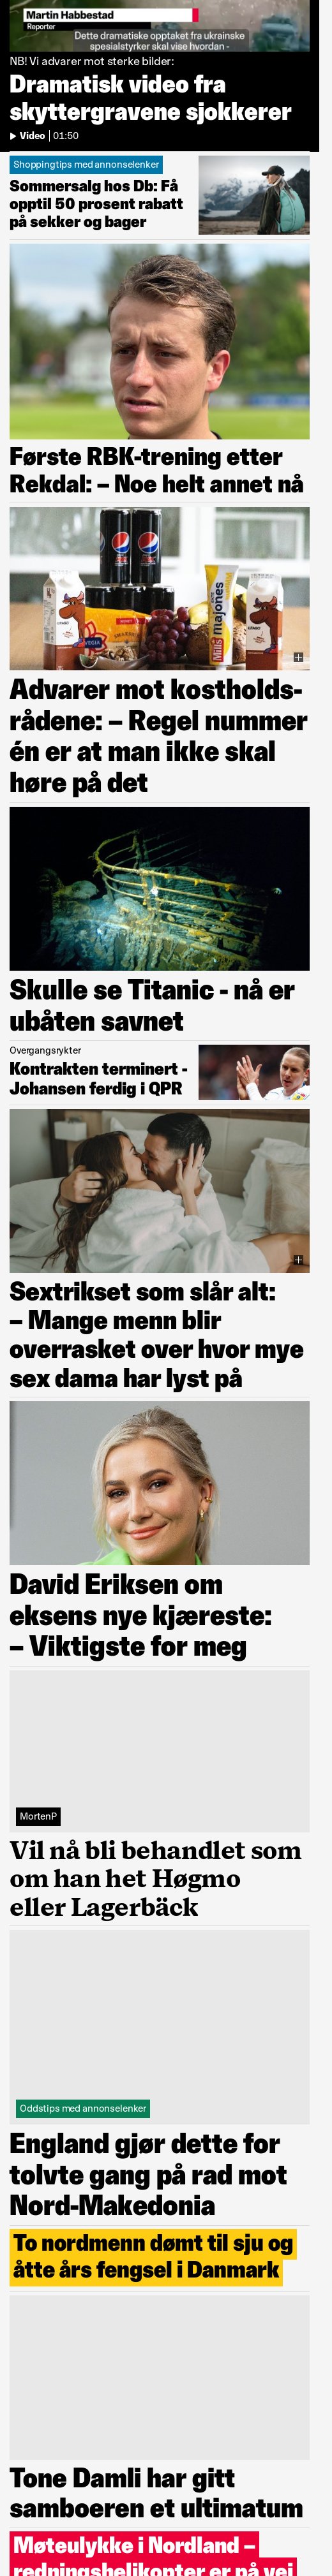 Martin Habbestad
Reporter
Dette dramatiske opptaket fra ukrainske
spesialstyrker skal vise hvordan -
NB! Vi advarer mot sterke bilder:
Dramatisk video fra
skyttergravene sjokkerer
Video | 01:50
Shoppingtips med annonselenker
Sommersalg hos Db: Få
opptil 50 prosent rabatt
på sekker og bager
Første RBK-trening etter
Rekdal: – Noe helt annet nå
pepsi
MAX
VEGIS
Mills
majones
Advarer mot kostholds-
rådene: – Regel nummer
én er at man ikke skal
høre på det
Skulle se Titanic - nå er
ubåten savnet
Overgangsrykter
Kontrakten terminert -
Johansen ferdig i QPR
Sextrikset som slår alt:
– Mange menn blir
overrasket over hvor mye
sex dama har lyst på
David Eriksen om
eksens nye kjæreste:
– Viktigste for meg
MortenP
Vil nå bli behandlet som
om han het Høgmo
eller Lagerbäck
Oddstips med annonselenker
England gjør dette for
tolvte gang på rad mot
Nord-Makedonia
To nordmenn dømt til sju og
åtte års fengsel i Danmark
Tone Damli har gitt
samboeren et ultimatum
Møteulykke i Nordland –
redningshelikopter er på vei